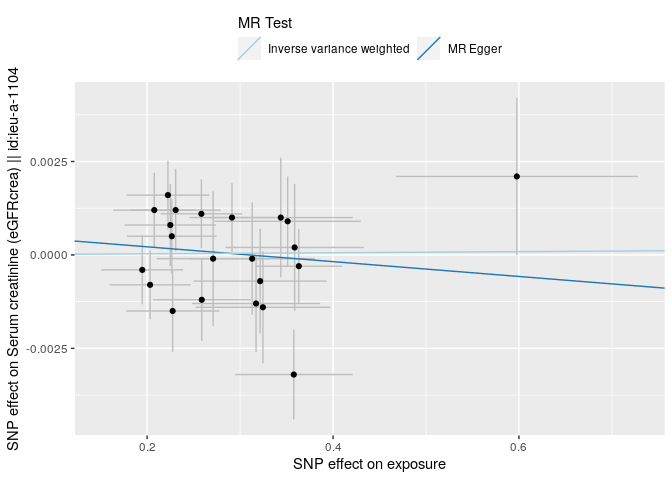 MR Test
Inverse variance weighted
MR Egger
SNP effect on Serum creatinine (eGFRcrea) || id:ieu-a-1104
0.0025
0.0000
-0.0025
0.2
0.4
0.6
SNP effect on exposure